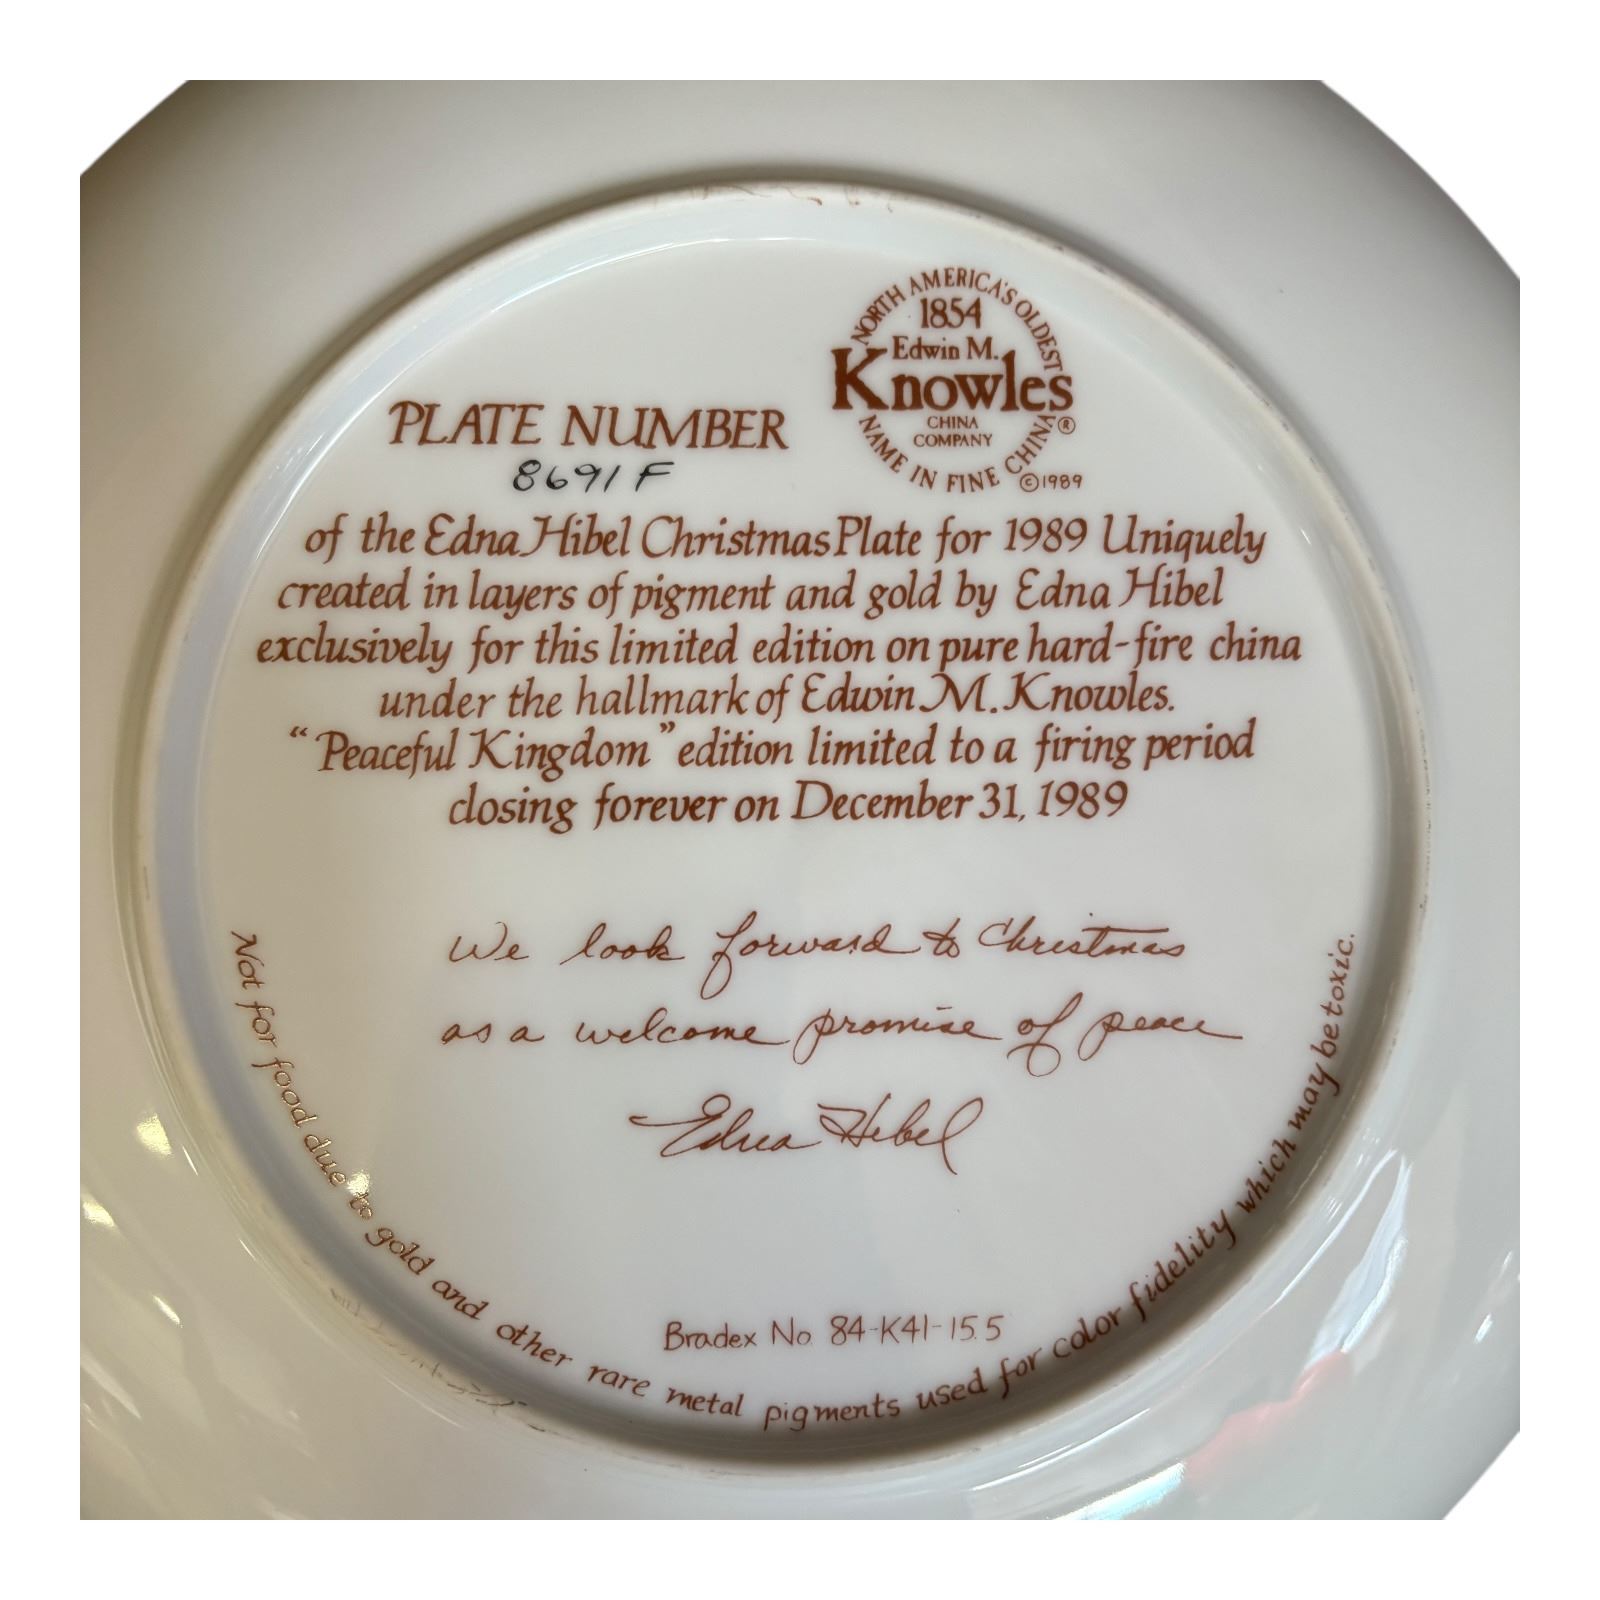 NORTH AMERICA'S OLDEST
1854
Edwin M.
Knowles
CHINA
COMPANY
NAME IN FINE CHINA ®
©1989
PLATE NUMBER
8691F
of the Edna Hibel Christmas Plate for 1989 Uniquely
created in layers of pigment and gold by Edna Hibel
exclusively for this limited edition on pure hard-fire china
under the hallmark of Edwin M. Knowles.
“Peaceful Kingdom” edition limited to a firing period
closing forever on December 31, 1989
We look forward to Christmas
as a welcome promise of peace
Edna Hibel
Bradex No. 84-K41-15.5
Not for food due to gold and other rare metal pigments used for color fidelity which may be toxic.